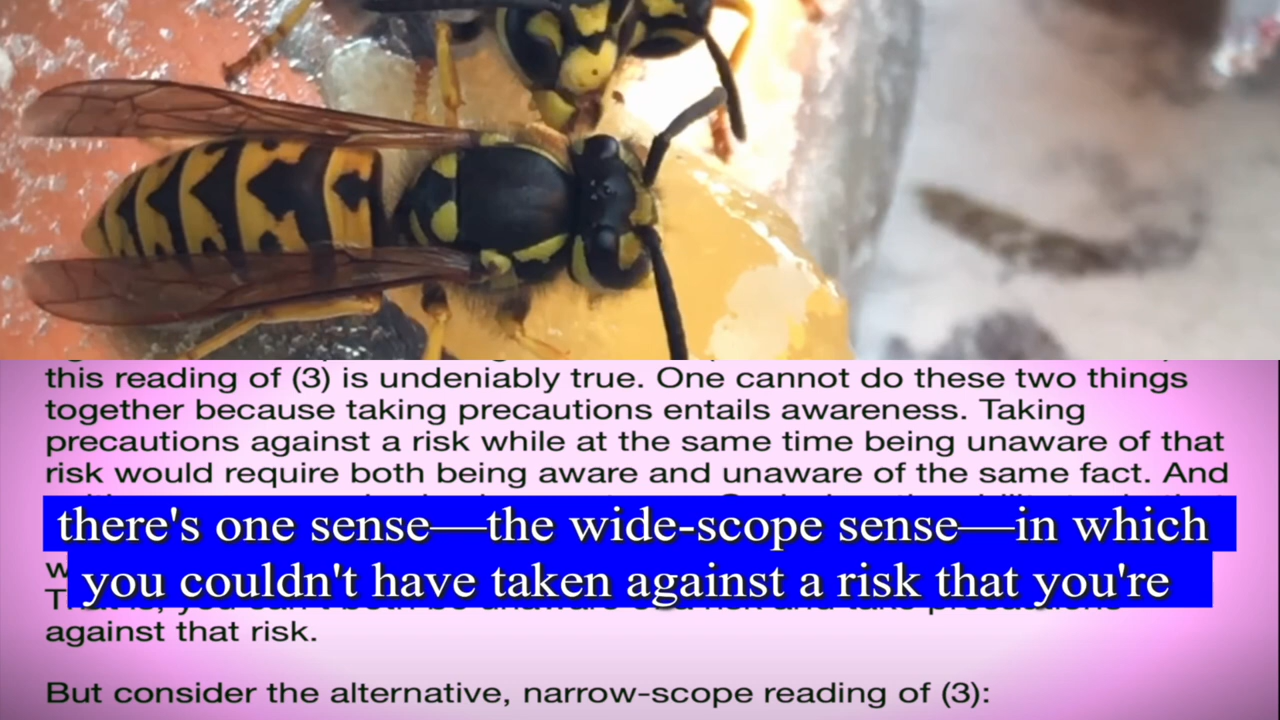 this reading of (3) is undeniably true. One cannot do these two things
together because taking precautions entails awareness. Taking
precautions against a risk while at the same time being unaware of that
risk would require both being aware and unaware of the same fact. And
there's one sense—the wide-scope sense—in which
you couldn't have taken against a risk that you're
against that risk.
But consider the alternative, narrow-scope reading of (3):